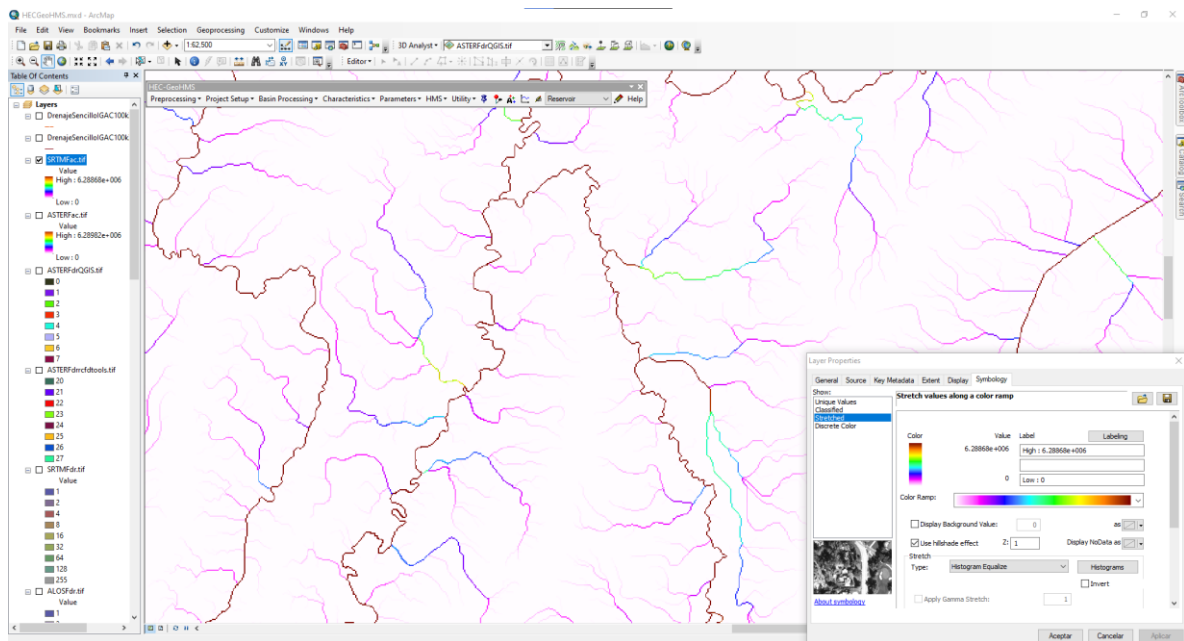 HECGeoHMS.mxd - ArcMap
File Edit View Bookmarks Insert Selection Geoprocessing Customize Windows Help
1:62.500
3D Analyst
ASTERFdrQGIS.tif
Editor
Table Of Contents
HEC-GeoHMS
Preprocessing Project Setup Basin Processing Characteristics Parameters HMS Utility Reservoir Help
Layers
DrenajeSencilloIGAC100k
DrenajeSencilloIGAC100k
SRTMFac.tif
Value
High : 6.28868e+006
Low : 0
ASTERFac.tif
Value
High : 6.28982e+006
Low : 0
ASTERFdrQGIS.tif
0
1
2
3
4
5
6
7
ASTERFdrrcfdtools.tif
20
21
22
23
24
25
26
27
SRTMFdr.tif
Value
1
2
4
8
16
32
64
128
255
ALOSFdr.tif
Value
1
ArcToolbox
Catalog
Search
Layer Properties
General Source Key Metadata Extent Display Symbology
Show:
Unique Values
Classified
Stretched
Discrete Color
Stretch values along a color ramp
Color Value Label Labeling
6.28868e+006 High : 6.28868e+006
0 Low : 0
Color Ramp:
Display Background Value: 0 as
Use hillshade effect Z: 1 Display NoData as
Stretch
Type: Histogram Equalize Histograms
Invert
Apply Gamma Stretch: 1
About symbology
Aceptar Cancelar Aplicar